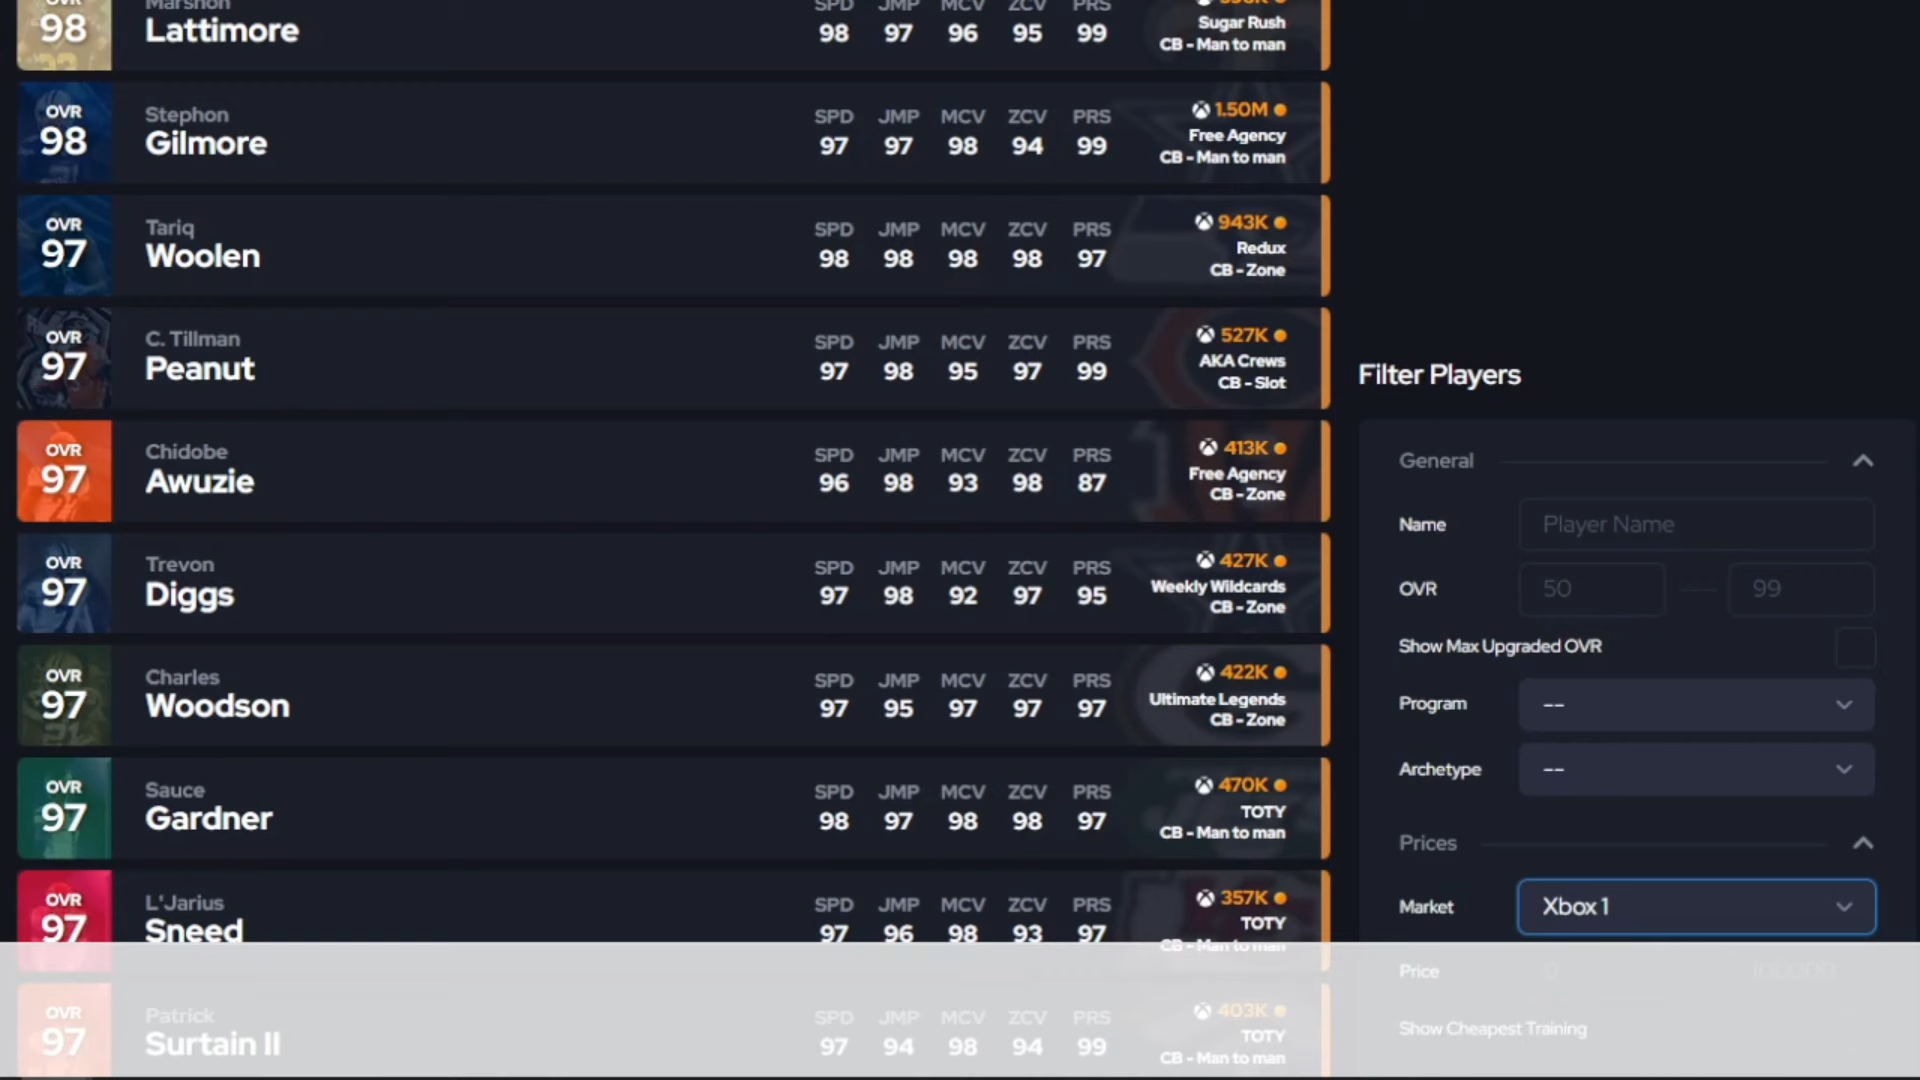 OVR
98
Marshon
Lattimore
SPD JMP MCV ZCV PRS
98 97 96 95 99
Sugar Rush
CB - Man to man
OVR
98
Stephon
Gilmore
SPD JMP MCV ZCV PRS
97 97 98 94 99
1.50M
Free Agency
CB - Man to man
OVR
97
Tariq
Woolen
SPD JMP MCV ZCV PRS
98 98 98 98 97
943K
Redux
CB - Zone
OVR
97
C. Tillman
Peanut
SPD JMP MCV ZCV PRS
97 98 95 97 99
527K
AKA Crews
CB - Slot
OVR
97
Chidobe
Awuzie
SPD JMP MCV ZCV PRS
96 98 93 98 87
413K
Free Agency
CB - Zone
OVR
97
Trevon
Diggs
SPD JMP MCV ZCV PRS
97 98 92 97 95
427K
Weekly Wildcards
CB - Zone
OVR
97
Charles
Woodson
SPD JMP MCV ZCV PRS
97 95 97 97 97
422K
Ultimate Legends
CB - Zone
OVR
97
Sauce
Gardner
SPD JMP MCV ZCV PRS
98 97 98 98 97
470K
TOTY
CB - Man to man
OVR
97
L'Jarius
Sneed
SPD JMP MCV ZCV PRS
97 96 98 93 97
357K
TOTY
CB - Man to man
OVR
97
Patrick
Surtain II
SPD JMP MCV ZCV PRS
97 94 98 94 99
403K
TOTY
CB - Man to man
Filter Players
General
Name
Player Name
OVR
50
99
Show Max Upgraded OVR
Program
--
Archetype
--
Prices
Market
Xbox 1
Price
Show Cheapest Training